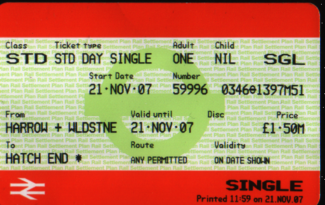 Class Ticket type Adult Child
STD STD DAY SINGLE ONE NIL SGL
Start Date Number
21·NOV·07 59996 0346⊕1397M51
From Valid until Disc Price
HARROW + WLDSTNE 21·NOV·07 £1·50M
To Route Validity
HATCH END * ANY PERMITTED ON DATE SHOWN
SINGLE
Printed 11:59 on 21.NOV.07